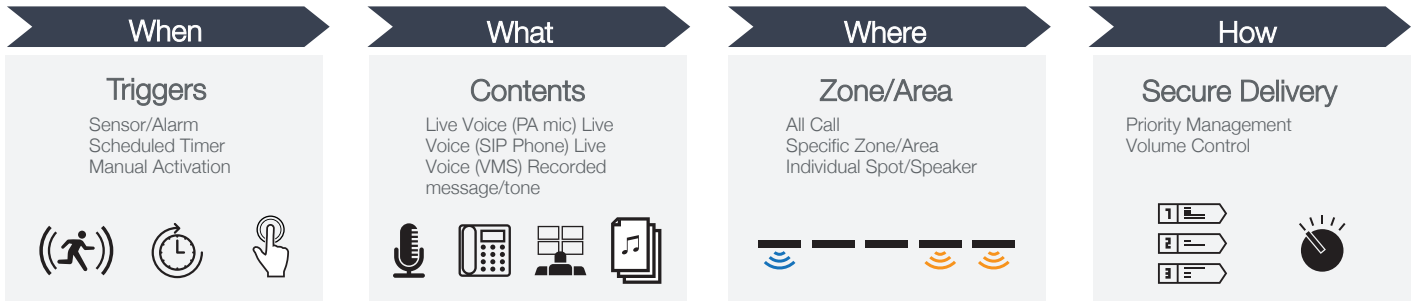 When
Triggers
Sensor/Alarm
Scheduled Timer
Manual Activation
What
Contents
Live Voice (PA mic) Live
Voice (SIP Phone) Live
Voice (VMS) Recorded
message/tone
Where
Zone/Area
All Call
Specific Zone/Area
Individual Spot/Speaker
How
Secure Delivery
Priority Management
Volume Control
1
2
3